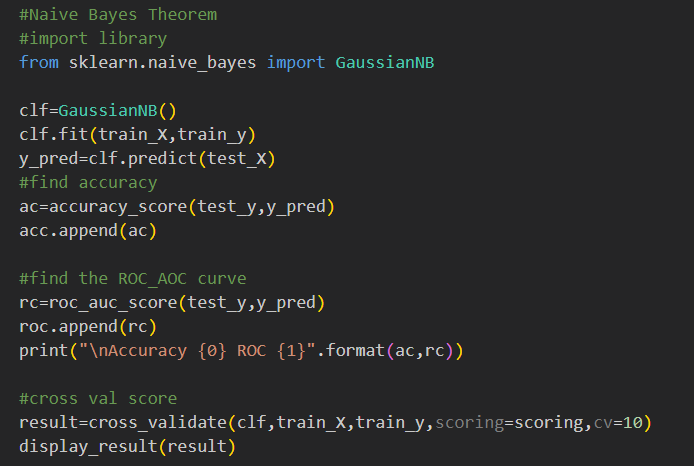 #Naive Bayes Theorem
#import library
from sklearn.naive_bayes import GaussianNB
clf=GaussianNB()
clf.fit(train_X,train_y)
y_pred=clf.predict(test_X)
#find accuracy
ac=accuracy_score(test_y,y_pred)
acc.append(ac)
#find the ROC_AOC curve
rc=roc_auc_score(test_y,y_pred)
roc.append(rc)
print("\nAccuracy {0} ROC {1}".format(ac,rc))
#cross val score
result=cross_validate(clf,train_X,train_y,scoring=scoring,cv=10)
display_result(result)